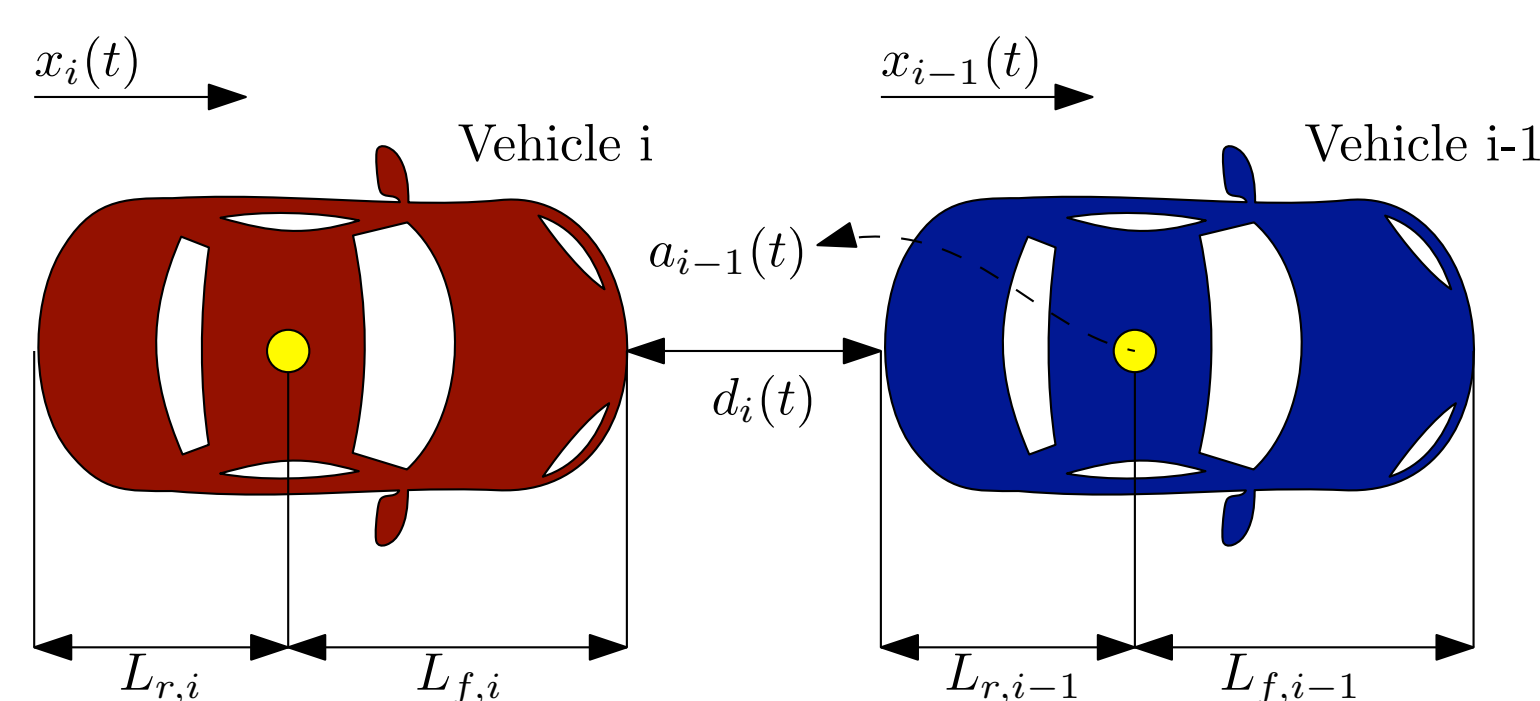 x_i(t)
x_{i-1}(t)
Vehicle i
Vehicle i-1
a_{i-1}(t)
d_i(t)
L_{r,i}
L_{f,i}
L_{r,i-1}
L_{f,i-1}